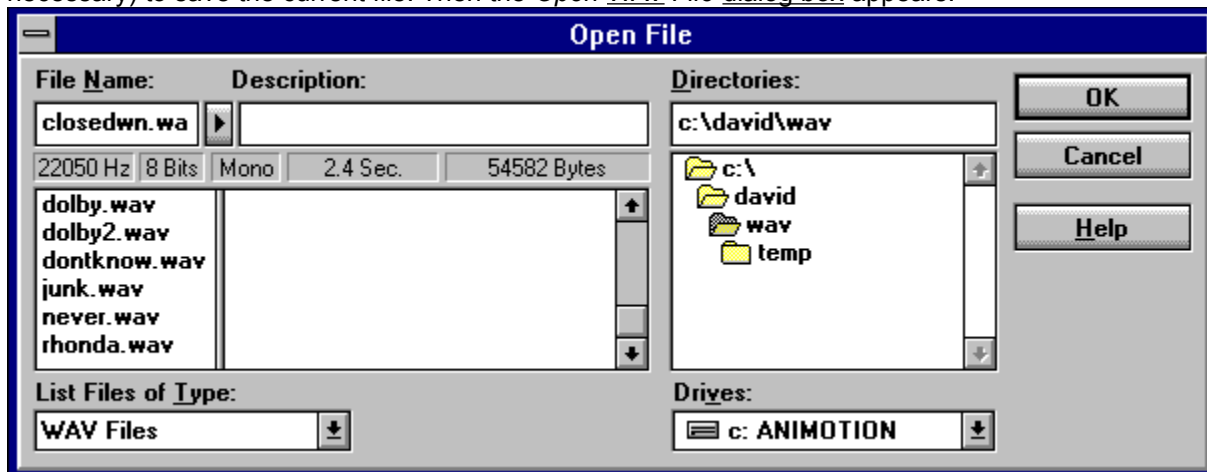 necessary) to save the current file. Then the Open WAV File dialog box appears:
Open File
File Name: Description: Directories:
closedwn.wa c:\david\wav OK
22050 Hz 8 Bits Mono 2.4 Sec. 54582 Bytes Cancel
c:\
dolby.wav david
dolby2.wav wav Help
dontknow.wav temp
junk.wav
never.wav
rhonda.wav
List Files of Type: Drives:
WAV Files c: ANIMOTION